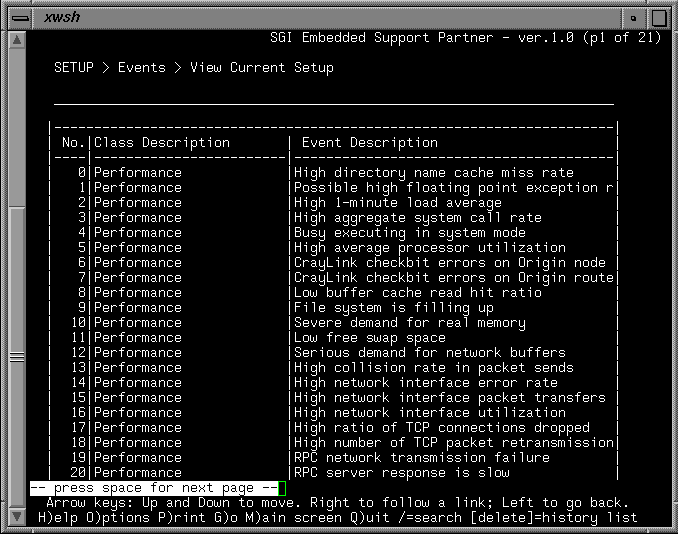 xwsh
SGI Embedded Support Partner - ver.1.0 (p1 of 21)
SETUP > Events > View Current Setup
No.|Class Description | Event Description
0|Performance |High directory name cache miss rate
1|Performance |Possible high floating point exception r|
2|Performance |High 1-minute load average
3|Performance |High aggregate system call rate
4|Performance |Busy executing in system mode
5|Performance |High average processor utilization
6|Performance |CrayLink checkbit errors on Origin node
7|Performance |CrayLink checkbit errors on Origin route|
8|Performance |Low buffer cache read hit ratio
9|Performance |File system is filling up
10|Performance |Severe demand for real memory
11|Performance |Low free swap space
12|Performance |Serious demand for network buffers
13|Performance |High collision rate in packet sends
14|Performance |High network interface error rate
15|Performance |High network interface packet transfers
16|Performance |High network interface utilization
17|Performance |High ratio of TCP connections dropped
18|Performance |High number of TCP packet retransmission|
19|Performance |RPC network transmission failure
20|Performance |RPC server response is slow
-- press space for next page --
Arrow keys: Up and Down to move. Right to follow a link; Left to go back.
H)elp O)ptions P)rint G)o M)ain screen Q)uit /=search [delete]=history list